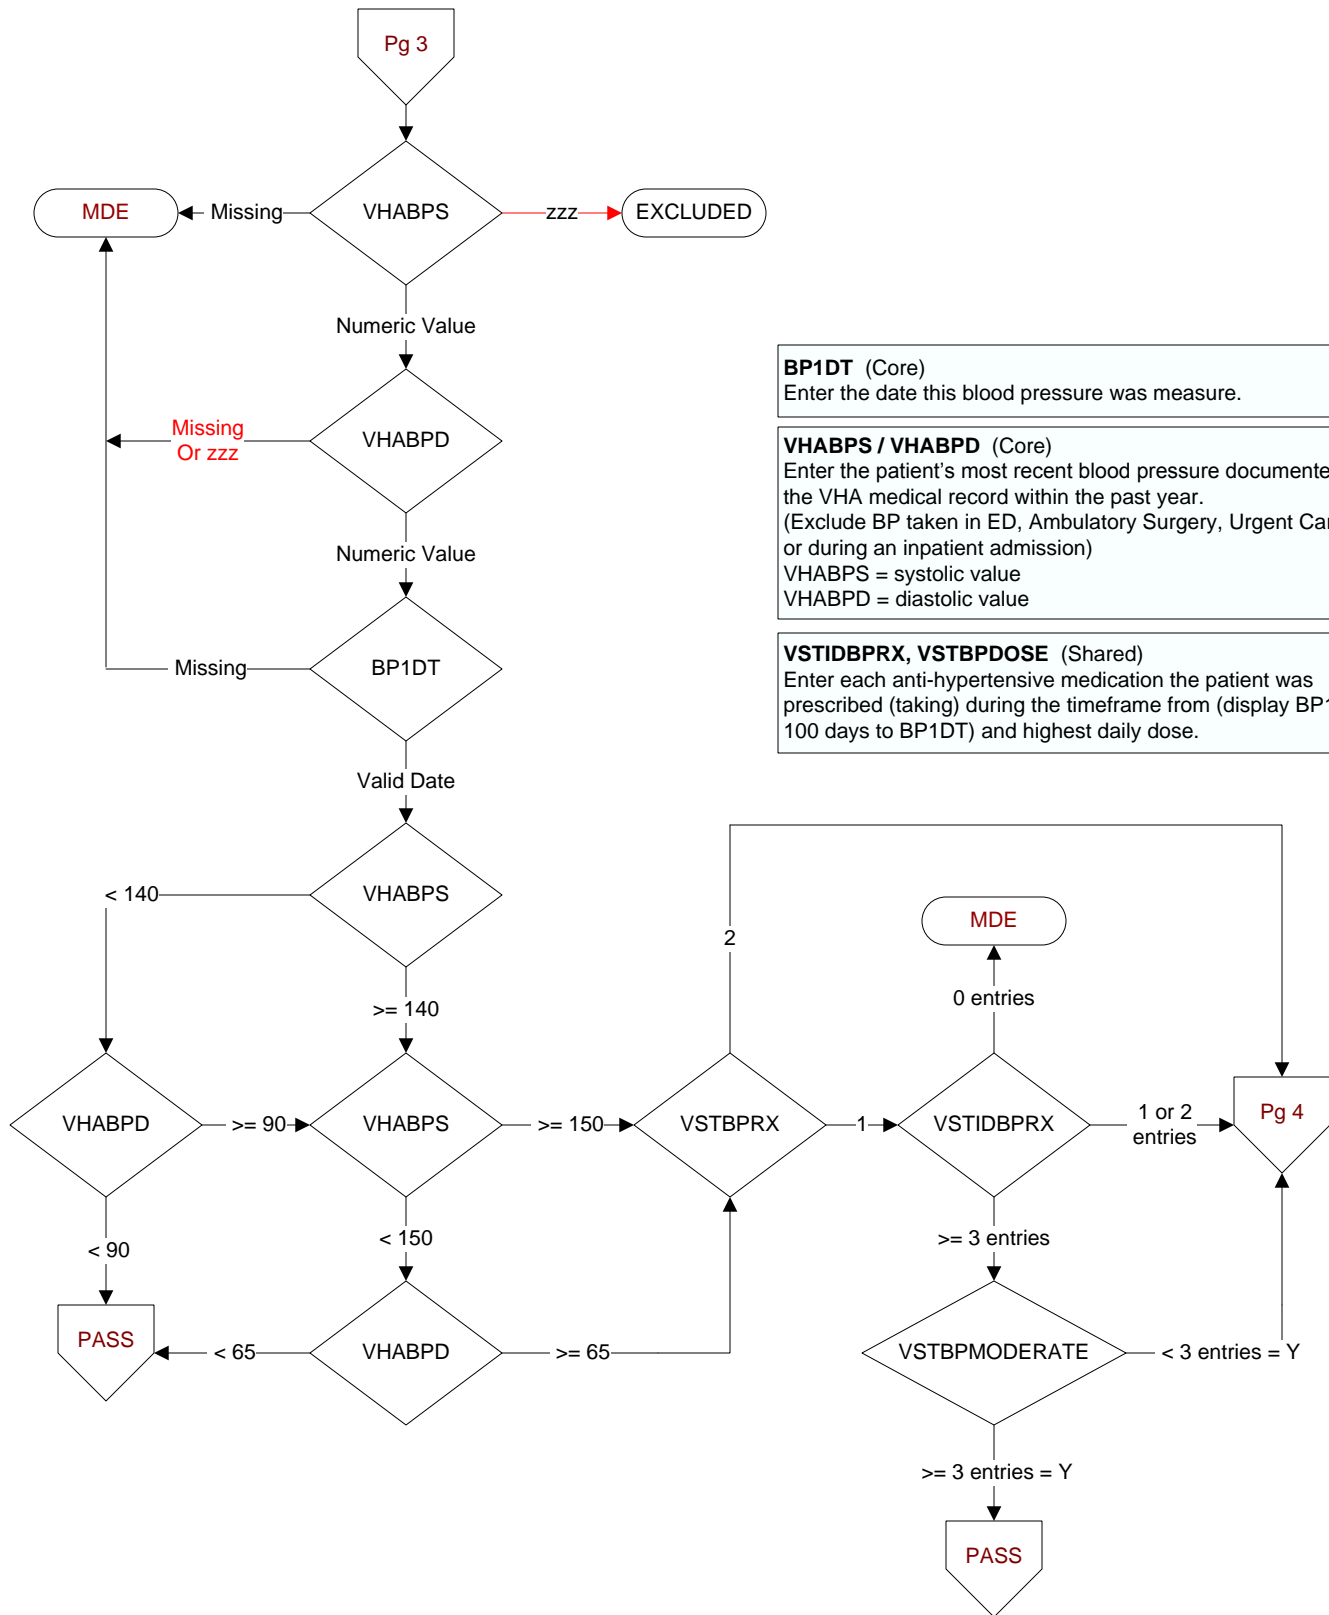 Pg 3
MDE
Missing
VHABPS
zzz
EXCLUDED
Numeric Value
BP1DT (Core)
Enter the date this blood pressure was measure.
Missing
Or zzz
VHABPD
VHABPS / VHABPD (Core)
Enter the patient's most recent blood pressure documente
the VHA medical record within the past year.
(Exclude BP taken in ED, Ambulatory Surgery, Urgent Car
or during an inpatient admission)
VHABPS = systolic value
VHABPD = diastolic value
Numeric Value
Missing
BP1DT
VSTIDBPRX, VSTBPDOSE (Shared)
Enter each anti-hypertensive medication the patient was
prescribed (taking) during the timeframe from (display BP1
100 days to BP1DT) and highest daily dose.
Valid Date
< 140
VHABPS
MDE
2
>= 140
0 entries
VHABPD
>= 90
VHABPS
>= 150
VSTBPRX
1
VSTIDBPRX
1 or 2
entries
Pg 4
< 90
< 150
>= 3 entries
PASS
< 65
VHABPD
>= 65
VSTBPMODERATE
< 3 entries = Y
>= 3 entries = Y
PASS